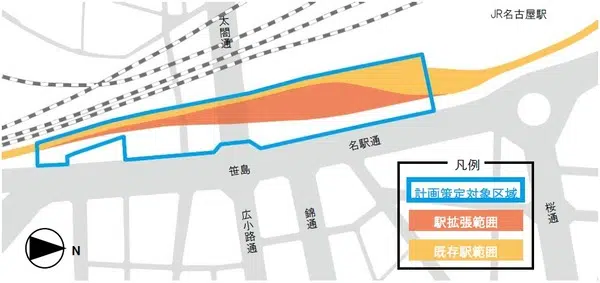 JR名古屋駅
太閤通
名駅通
笹島
広小路通
錦通
桜通
凡例
計画策定対象区域
駅拡張範囲
既存駅範囲
N